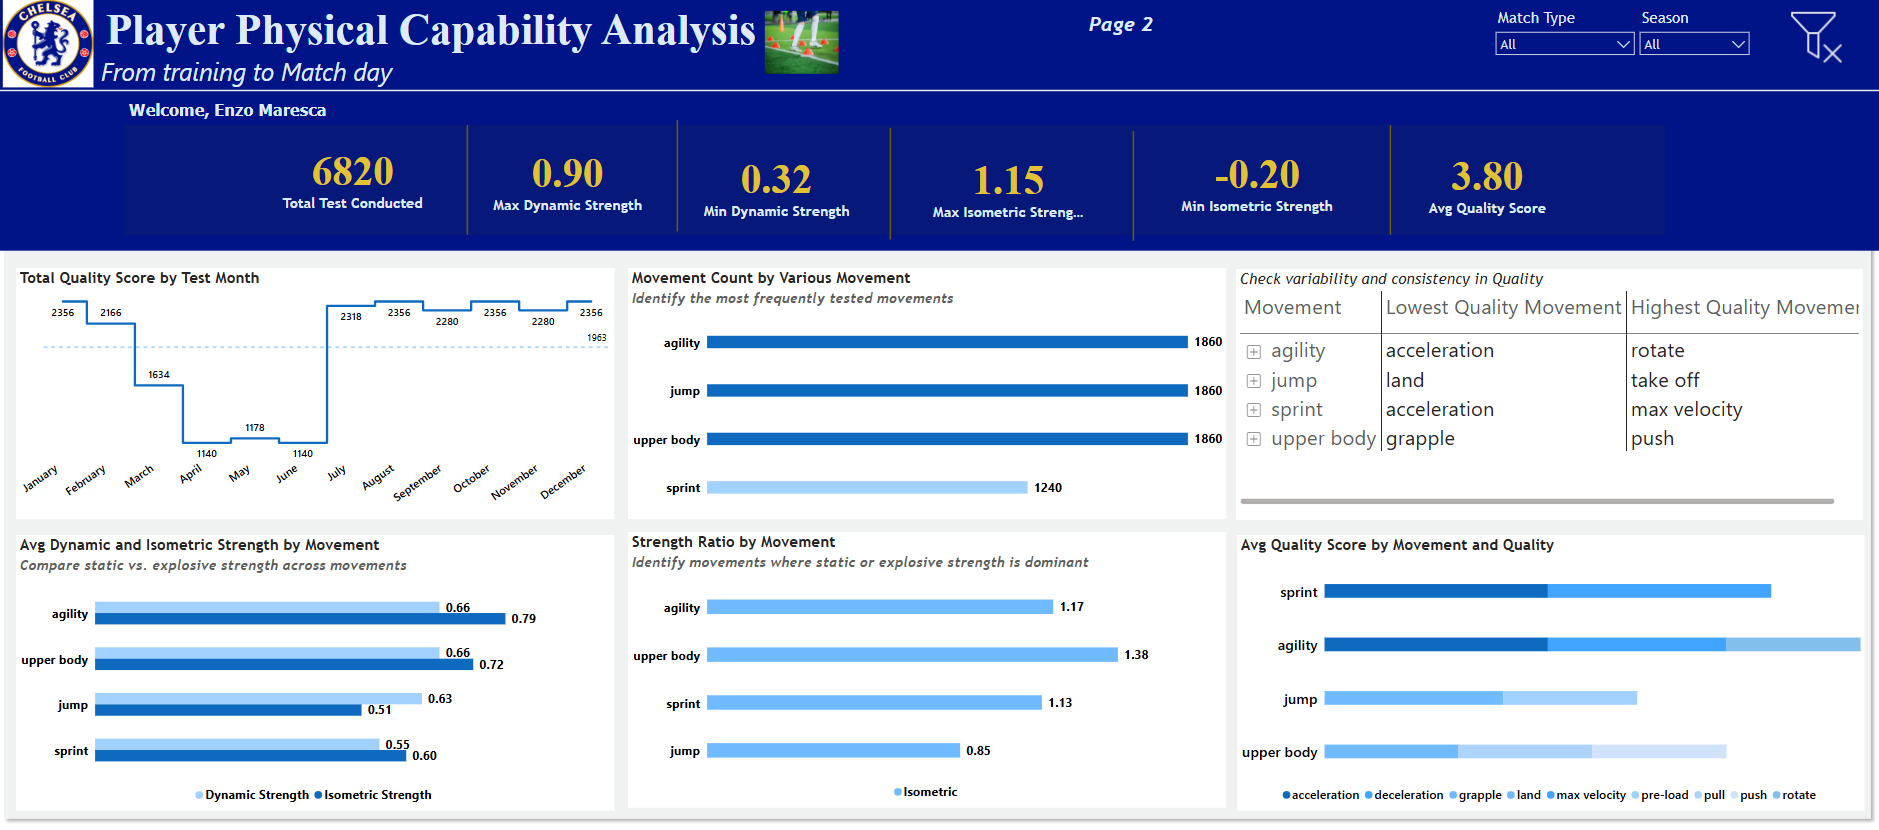 CHELSEA
FOOTBALL CLUB
Player Physical Capability Analysis
From training to Match day
Page 2
Match Type
All
Season
All
Welcome, Enzo Maresca
6820
Total Test Conducted
0.90
Max Dynamic Strength
0.32
Min Dynamic Strength
1.15
Max Isometric Streng...
-0.20
Min Isometric Strength
3.80
Avg Quality Score
Total Quality Score by Test Month
2356 2166 1634 1140 1178 1140 2318 2356 2280 2356 2280 2356
1963
January February March April May June July August September October November December
Movement Count by Various Movement
Identify the most frequently tested movements
agility 1860
jump 1860
upper body 1860
sprint 1240
Check variability and consistency in Quality
Movement Lowest Quality Movement Highest Quality Movemer
agility acceleration rotate
jump land take off
sprint acceleration max velocity
upper body grapple push
Avg Dynamic and Isometric Strength by Movement
Compare static vs. explosive strength across movements
agility 0.66 0.79
upper body 0.66 0.72
jump 0.63 0.51
sprint 0.55 0.60
Dynamic Strength Isometric Strength
Strength Ratio by Movement
Identify movements where static or explosive strength is dominant
agility 1.17
upper body 1.38
sprint 1.13
jump 0.85
Isometric
Avg Quality Score by Movement and Quality
sprint
agility
jump
upper body
acceleration deceleration grapple land max velocity pre-load pull push rotate